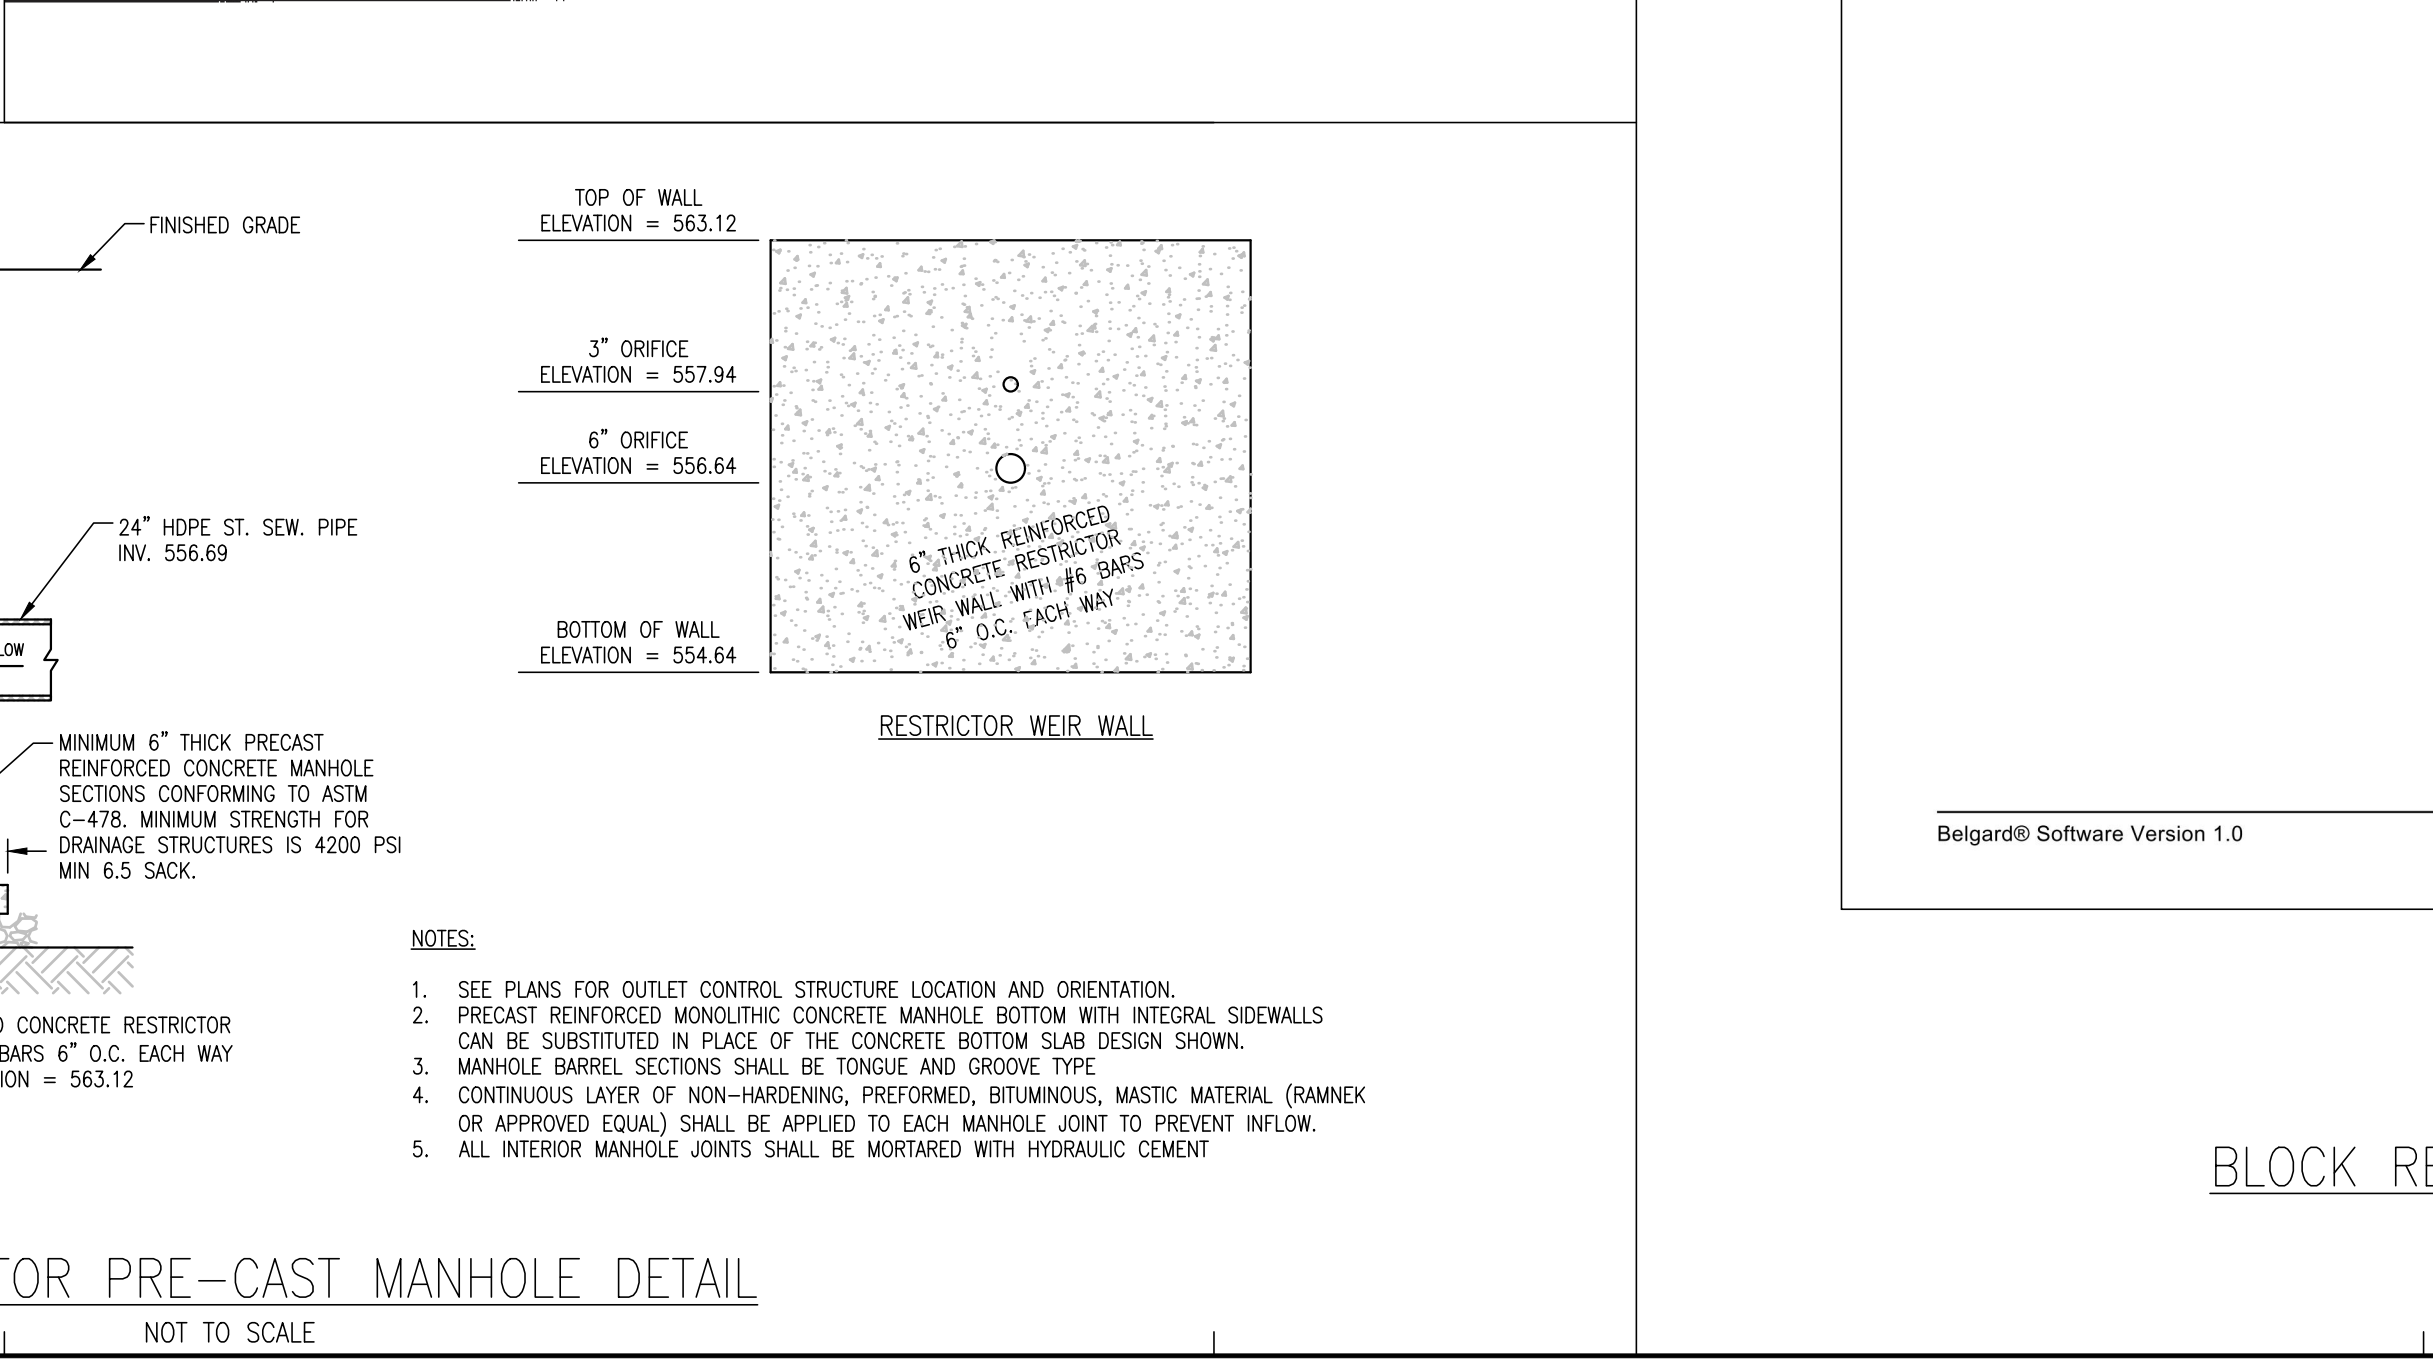 FINISHED GRADE
24” HDPE ST. SEW. PIPE
INV. 556.69
LOW
MINIMUM 6” THICK PRECAST
REINFORCED CONCRETE MANHOLE
SECTIONS CONFORMING TO ASTM
C-478. MINIMUM STRENGTH FOR
DRAINAGE STRUCTURES IS 4200 PSI
MIN 6.5 SACK.
CONCRETE RESTRICTOR
BARS 6” O.C. EACH WAY
ION = 563.12
TOP OF WALL
ELEVATION = 563.12
3” ORIFICE
ELEVATION = 557.94
6” ORIFICE
ELEVATION = 556.64
BOTTOM OF WALL
ELEVATION = 554.64
6” THICK REINFORCED
CONCRETE RESTRICTOR
WEIR WALL WITH #6 BARS
6” O.C. EACH WAY
RESTRICTOR WEIR WALL
NOTES:
1. SEE PLANS FOR OUTLET CONTROL STRUCTURE LOCATION AND ORIENTATION.
2. PRECAST REINFORCED MONOLITHIC CONCRETE MANHOLE BOTTOM WITH INTEGRAL SIDEWALLS
CAN BE SUBSTITUTED IN PLACE OF THE CONCRETE BOTTOM SLAB DESIGN SHOWN.
3. MANHOLE BARREL SECTIONS SHALL BE TONGUE AND GROOVE TYPE
4. CONTINUOUS LAYER OF NON-HARDENING, PREFORMED, BITUMINOUS, MASTIC MATERIAL (RAMNEK
OR APPROVED EQUAL) SHALL BE APPLIED TO EACH MANHOLE JOINT TO PREVENT INFLOW.
5. ALL INTERIOR MANHOLE JOINTS SHALL BE MORTARED WITH HYDRAULIC CEMENT
TOR PRE-CAST MANHOLE DETAIL
NOT TO SCALE
Belgard® Software Version 1.0
BLOCK RE